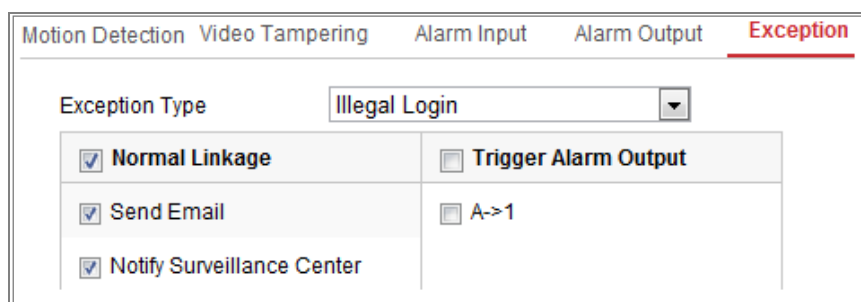 Motion Detection Video Tampering Alarm Input Alarm Output Exception
Exception Type Illegal Login
Normal Linkage Trigger Alarm Output
Send Email A->1
Notify Surveillance Center